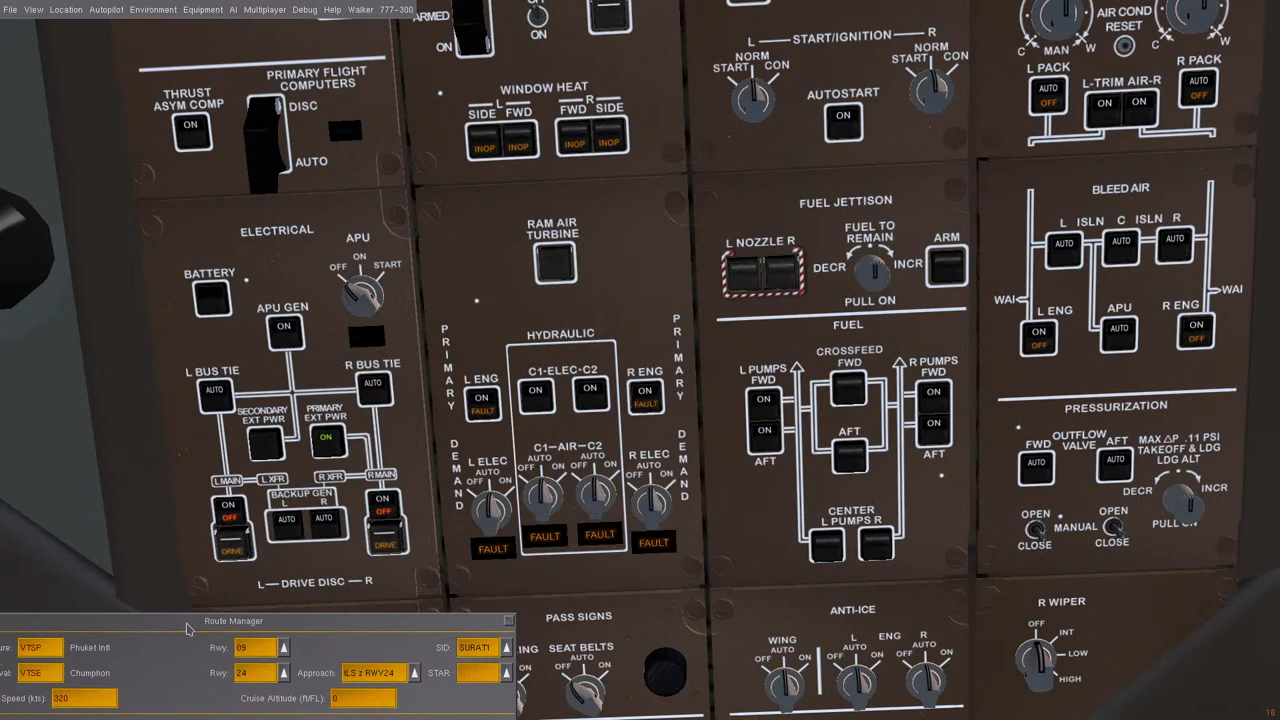 File View Location Autopilot Environment Equipment AI Multiplayer Debug Help Walker 777-300
ARMED
ON
ON
THRUST
ASYM COMP
ON
PRIMARY FLIGHT
COMPUTERS
DISC
AUTO
WINDOW HEAT
L
R
SIDE FWD
FWD SIDE
INOP INOP
INOP INOP
L START/IGNITION R
NORM
START CON
NORM
START CON
AUTOSTART
ON
AIR COND
RESET
C MAN W
C W
L PACK
AUTO
OFF
L-TRIM AIR-R
ON ON
R PACK
AUTO
OFF
ELECTRICAL
APU
OFF ON START
BATTERY
APU GEN
ON
L BUS TIE
AUTO
R BUS TIE
AUTO
SECONDARY
EXT PWR
PRIMARY
EXT PWR
ON
L MAIN L XFR R XFR R MAIN
BACKUP GEN
L R
AUTO AUTO
ON
OFF
DRIVE
ON
OFF
DRIVE
L—DRIVE DISC—R
RAM AIR
TURBINE
HYDRAULIC
PRIMARY
PRIMARY
L ENG
ON
FAULT
C1-ELEC-C2
ON ON
R ENG
ON
FAULT
DEMAND
DEMAND
L ELEC
AUTO
OFF ON
FAULT
C1—AIR—C2
AUTO
OFF ON
AUTO
OFF ON
FAULT FAULT
R ELEC
AUTO
OFF ON
FAULT
FUEL JETTISON
L NOZZLE R
FUEL TO
REMAIN
DECR INCR
PULL ON
ARM
FUEL
L PUMPS
FWD
ON
ON
AFT
CROSSFEED
FWD
AFT
R PUMPS
FWD
ON
ON
AFT
CENTER
L PUMPS R
BLEED AIR
L ISLN C ISLN R
AUTO AUTO AUTO
WAI
WAI
L ENG
ON
OFF
APU
AUTO
R ENG
ON
OFF
PRESSURIZATION
OUTFLOW
VALVE
FWD
AUTO
AFT
AUTO
MAX ΔP .11 PSI
TAKEOFF & LDG
LDG ALT
DECR INCR
PULL ON
OPEN
CLOSE
MANUAL
OPEN
CLOSE
PASS SIGNS
SEAT BELTS
AUTO
OFF ON
ANTI-ICE
WING
AUTO
OFF ON
L ENG R
AUTO
OFF ON
AUTO
OFF ON
R WIPER
OFF
INT
LOW
HIGH
Route Manager
VTSP Phuket Intl Rwy: 09 SID: SURAT1
VTSE Chumphon Rwy: 24 Approach: ILS z RWY24 STAR:
Speed (kts): 320 Cruise Altitude (ft/FL): 0
16